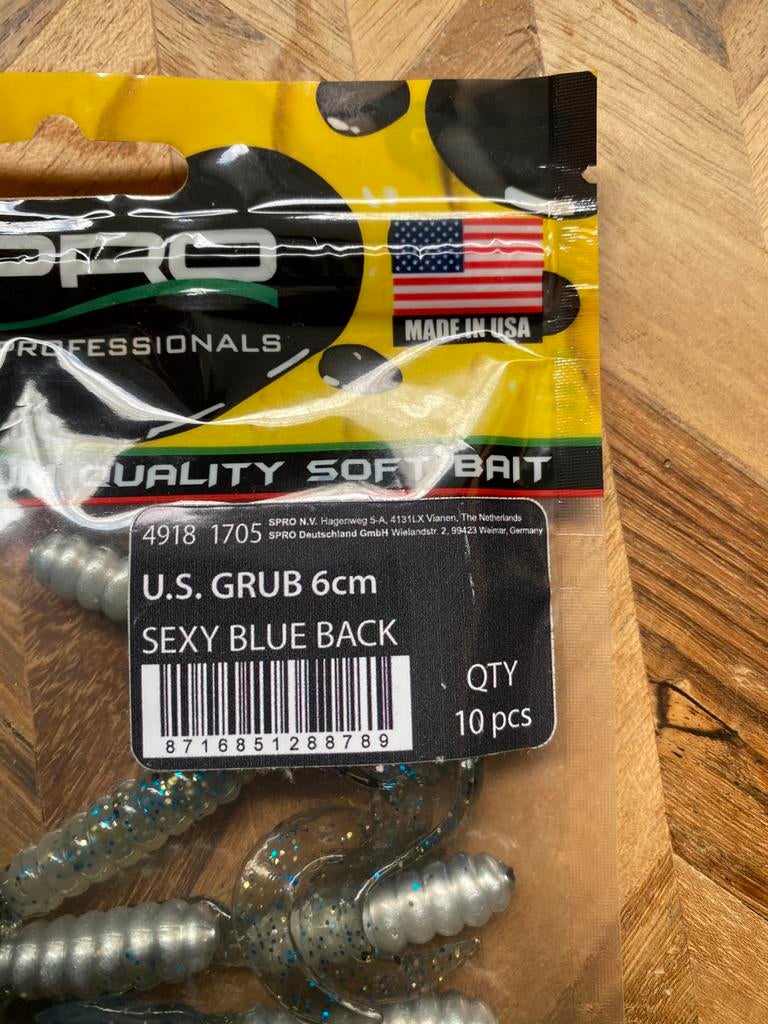 PRO
PROFESSIONALS
MADE IN USA
QUALITY SOFT BAIT
4918 1705
SPRO N.V. Hagenweg 5-A, 4131LX Vianen, The Netherlands
SPRO Deutschland GmbH Wielandstr. 2, 99423 Weimar, Germany
U.S. GRUB 6cm
SEXY BLUE BACK
8716851288789
QTY
10 pcs